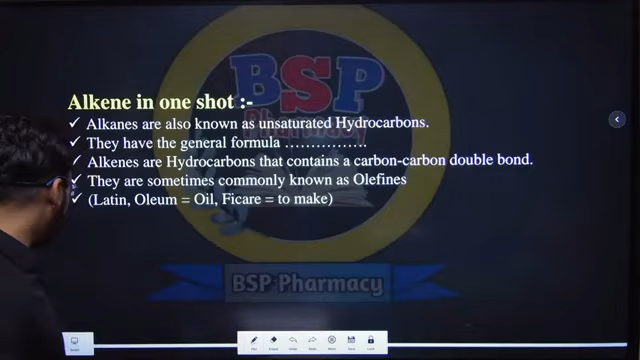 BSP
Pharmacy
Alkene in one shot :-
✓ Alkanes are also known as unsaturated Hydrocarbons.
✓ They have the general formula ................
✓ Alkenes are Hydrocarbons that contains a carbon-carbon double bond.
✓ They are sometimes commonly known as Olefines
✓ (Latin, Oleum = Oil, Ficare = to make)
BSP Pharmacy